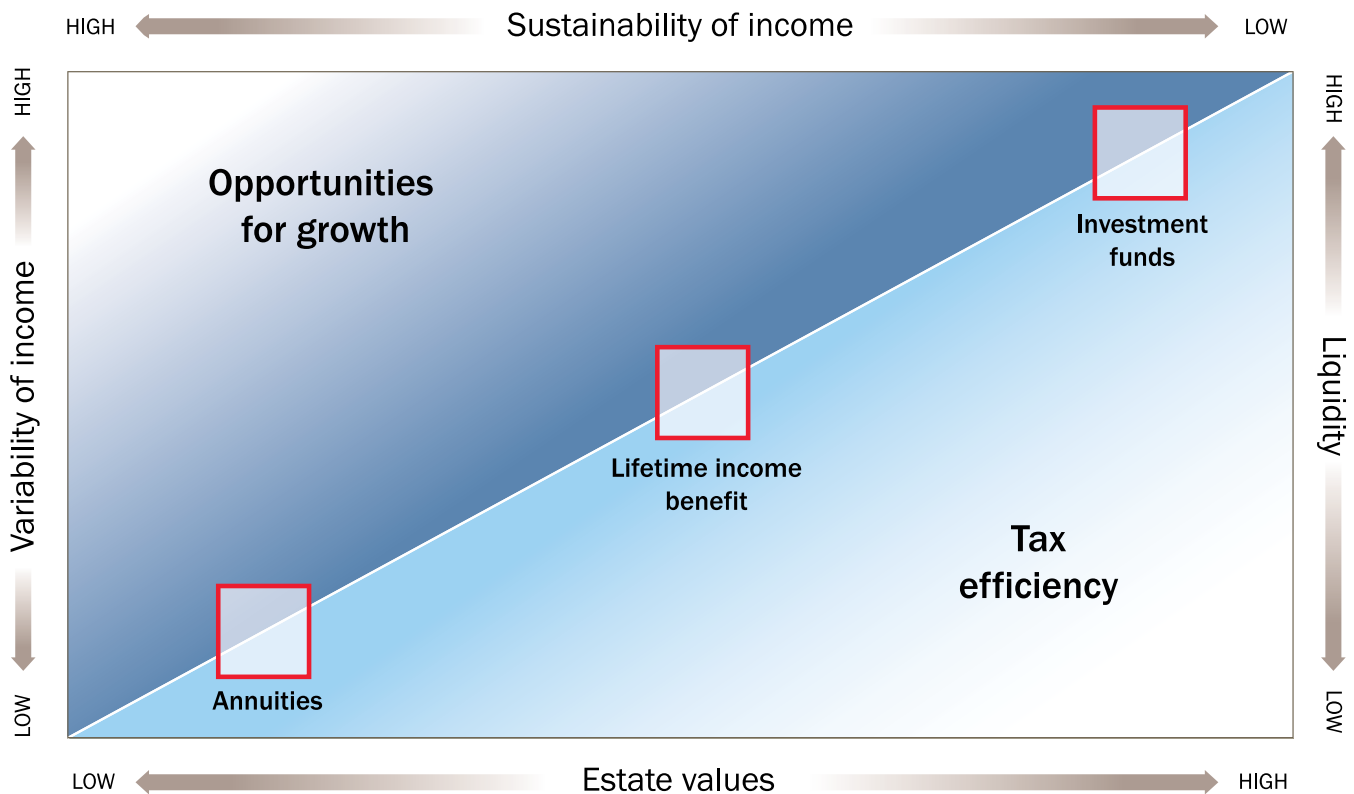 HIGH Sustainability of income LOW
HIGH
Variability of income
LOW
Opportunities
for growth
Investment
funds
Lifetime income
benefit
Tax
efficiency
Annuities
HIGH
Liquidity
LOW
LOW Estate values HIGH